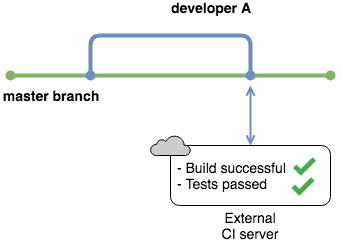 developer A
master branch
- Build successful
- Tests passed
External
CI server